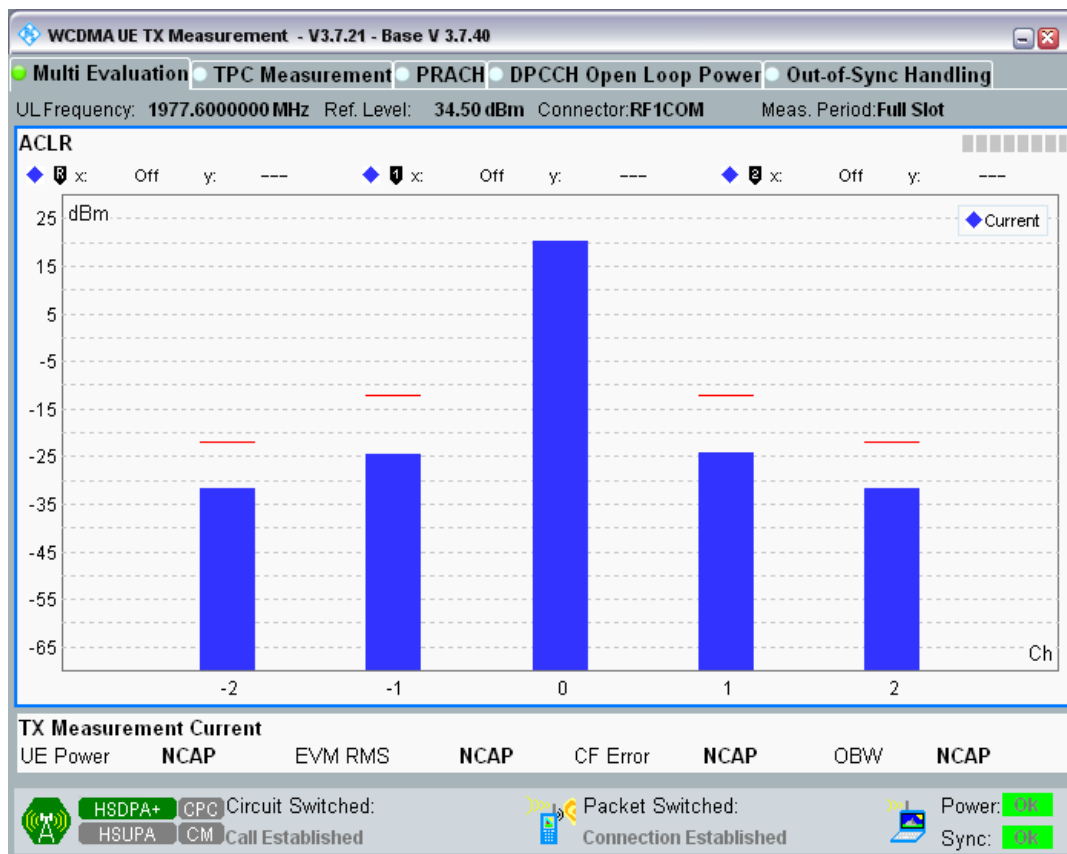 WCDMA UE TX Measurement - V3.7.21 - Base V 3.7.40
Multi Evaluation TPC Measurement PRACH DPCCH Open Loop Power Out-of-Sync Handling
UL Frequency: 1977.6000000 MHz Ref. Level: 34.50 dBm Connector:RF1COM Meas. Period:Full Slot
ACLR
R x: Off y: --- 1 x: Off y: --- 2 x: Off y: ---
dBm
Current
25
15
5
-5
-15
-25
-35
-45
-55
-65
Ch
-2 -1 0 1 2
TX Measurement Current
UE Power NCAP EVM RMS NCAP CF Error NCAP OBW NCAP
HSDPA+ CPC Circuit Switched: Packet Switched: Power: Ok
HSUPA CM Call Established Connection Established Sync: Ok